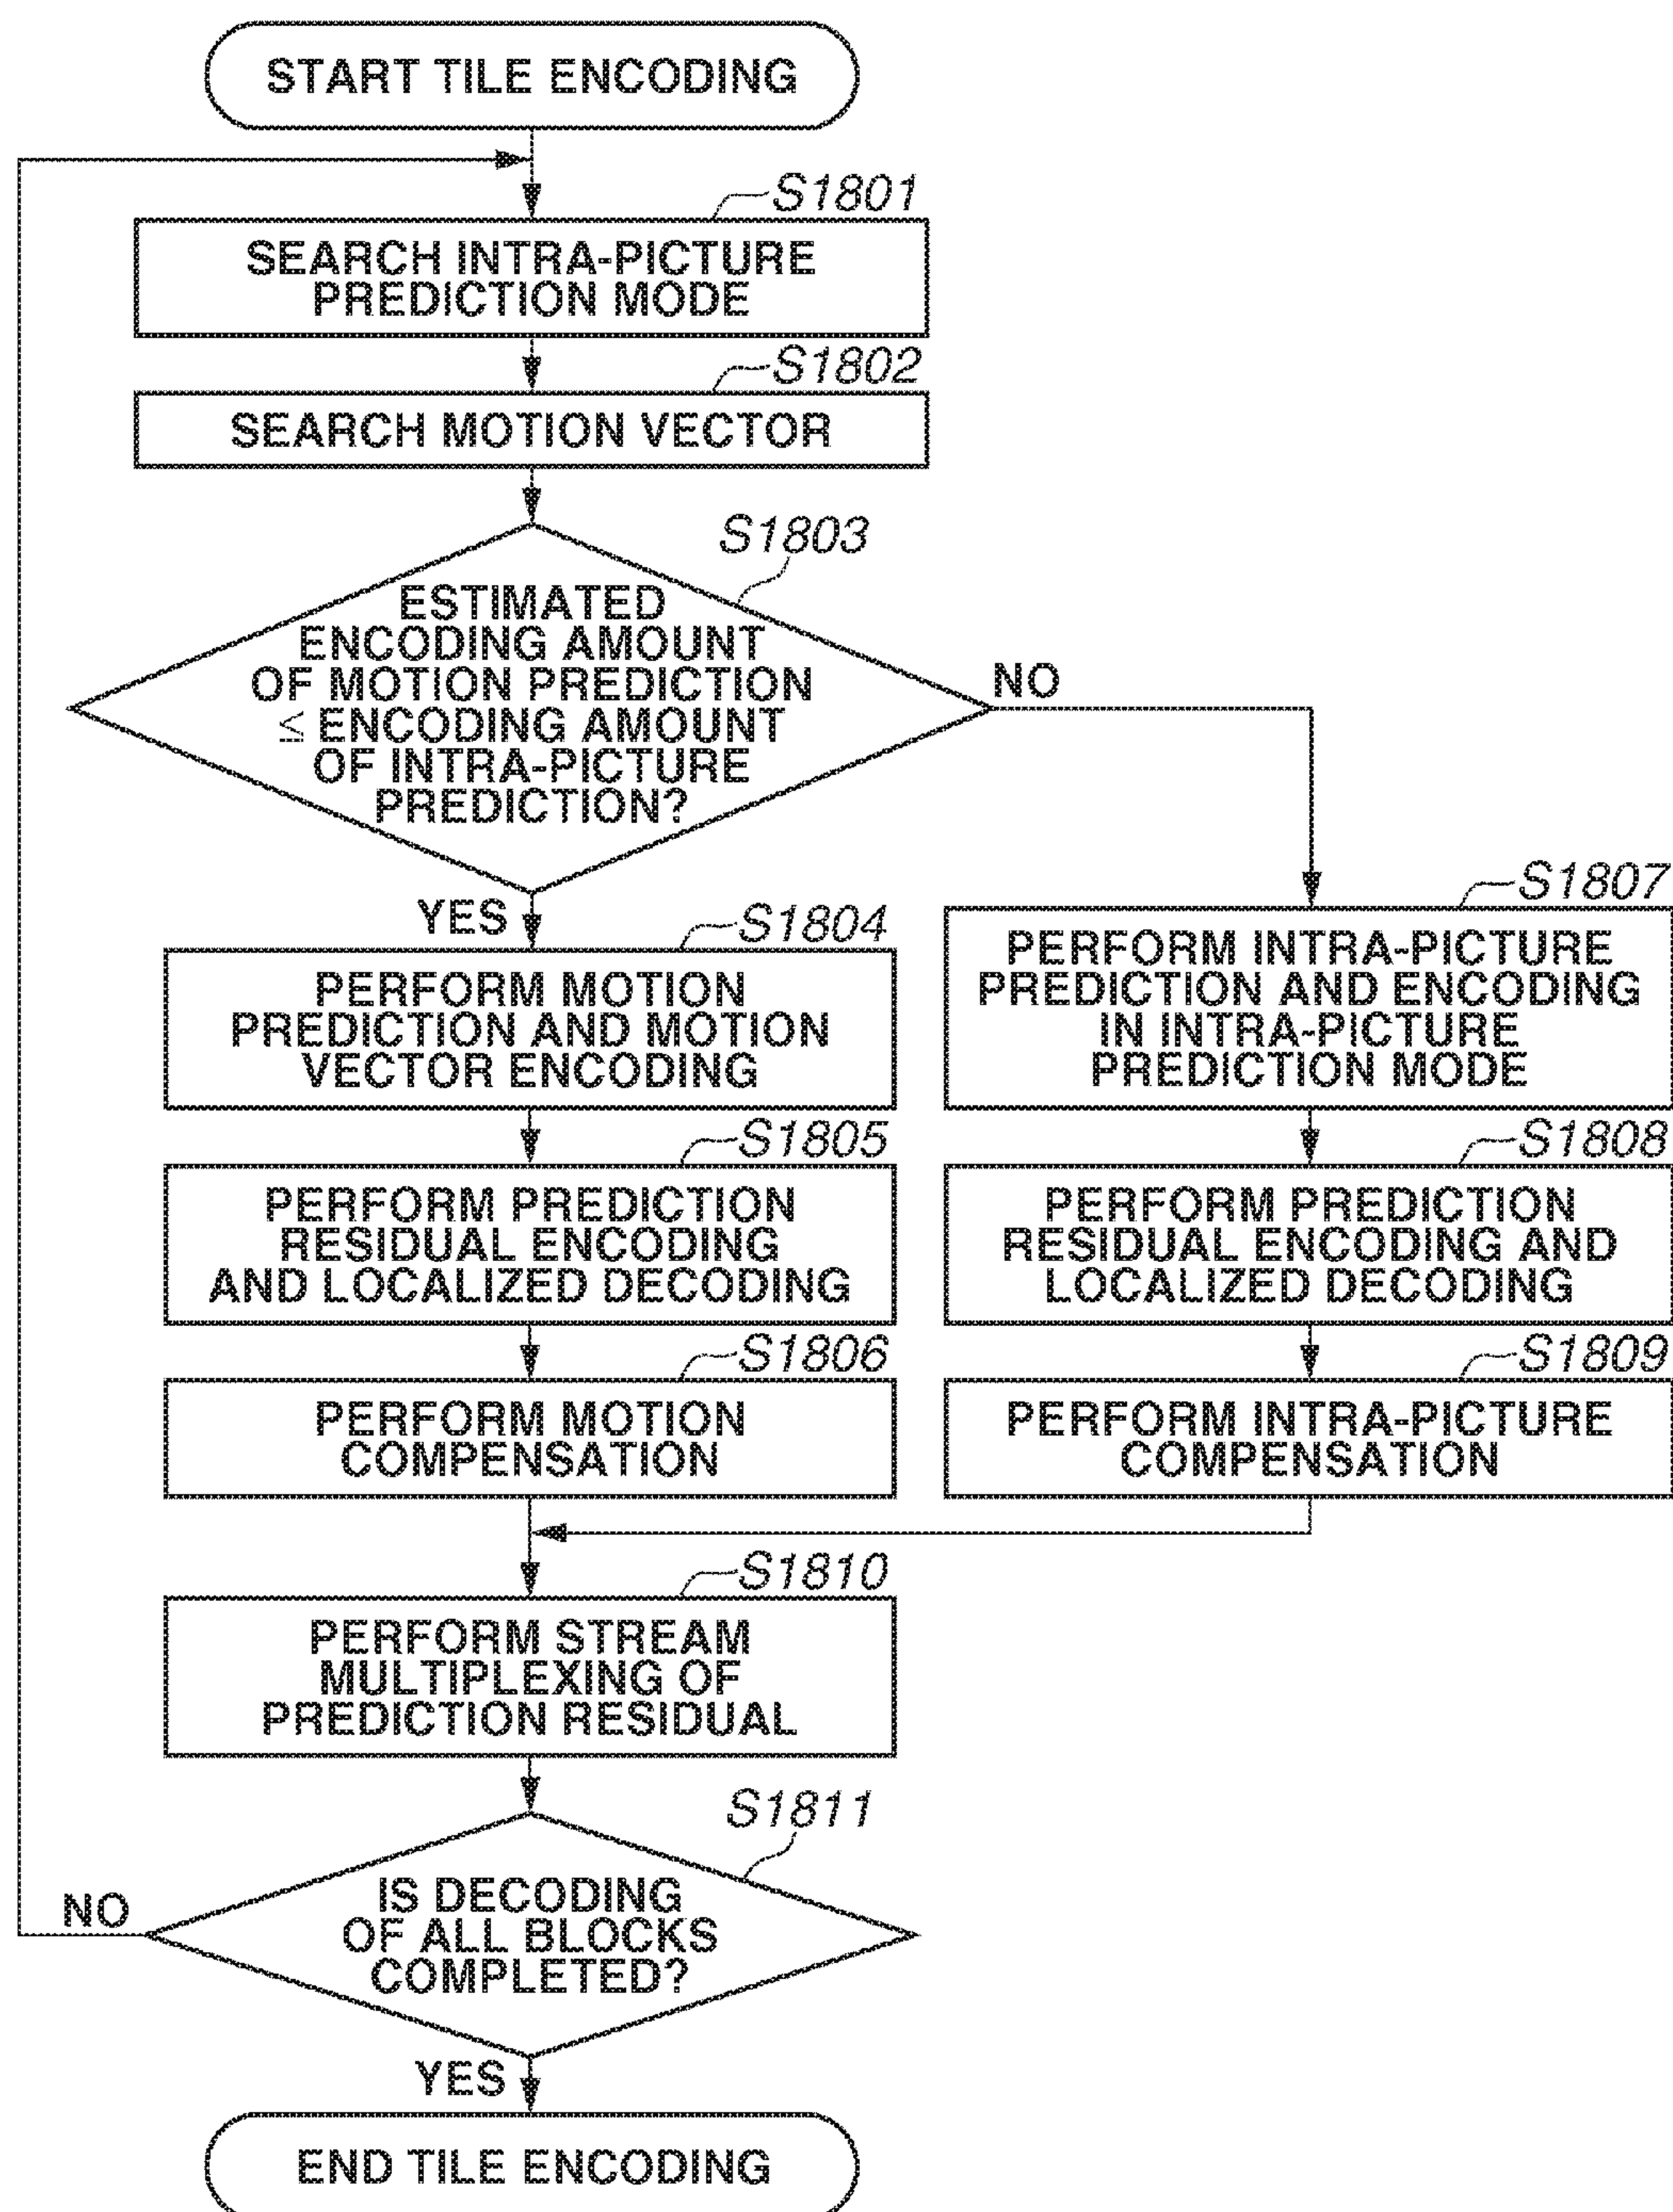 START TILE ENCODING
S1801
SEARCH INTRA-PICTURE
PREDICTION MODE
S1802
SEARCH MOTION VECTOR
S1803
ESTIMATED
ENCODING AMOUNT
OF MOTION PREDICTION
≦ ENCODING AMOUNT
OF INTRA-PICTURE
PREDICTION?
NO
YES
S1804
PERFORM MOTION
PREDICTION AND MOTION
VECTOR ENCODING
S1807
PERFORM INTRA-PICTURE
PREDICTION AND ENCODING
IN INTRA-PICTURE
PREDICTION MODE
S1805
PERFORM PREDICTION
RESIDUAL ENCODING
AND LOCALIZED DECODING
S1808
PERFORM PREDICTION
RESIDUAL ENCODING AND
LOCALIZED DECODING
S1806
PERFORM MOTION
COMPENSATION
S1809
PERFORM INTRA-PICTURE
COMPENSATION
S1810
PERFORM STREAM
MULTIPLEXING OF
PREDICTION RESIDUAL
S1811
IS DECODING
OF ALL BLOCKS
COMPLETED?
NO
YES
END TILE ENCODING